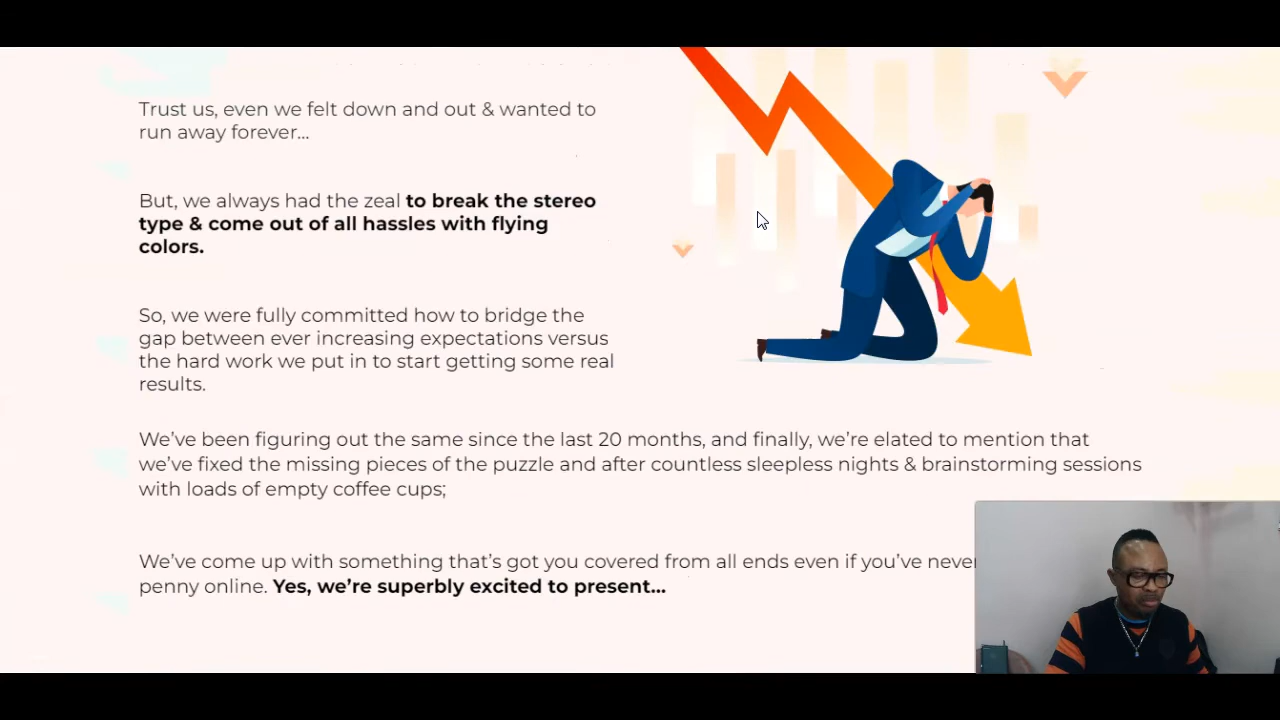 Trust us, even we felt down and out & wanted to
run away forever...
But, we always had the zeal to break the stereo
type & come out of all hassles with flying
colors.
So, we were fully committed how to bridge the
gap between ever increasing expectations versus
the hard work we put in to start getting some real
results.
We've been figuring out the same since the last 20 months, and finally, we're elated to mention that
we've fixed the missing pieces of the puzzle and after countless sleepless nights & brainstorming sessions
with loads of empty coffee cups;
We've come up with something that's got you covered from all ends even if you've never
penny online. Yes, we're superbly excited to present...